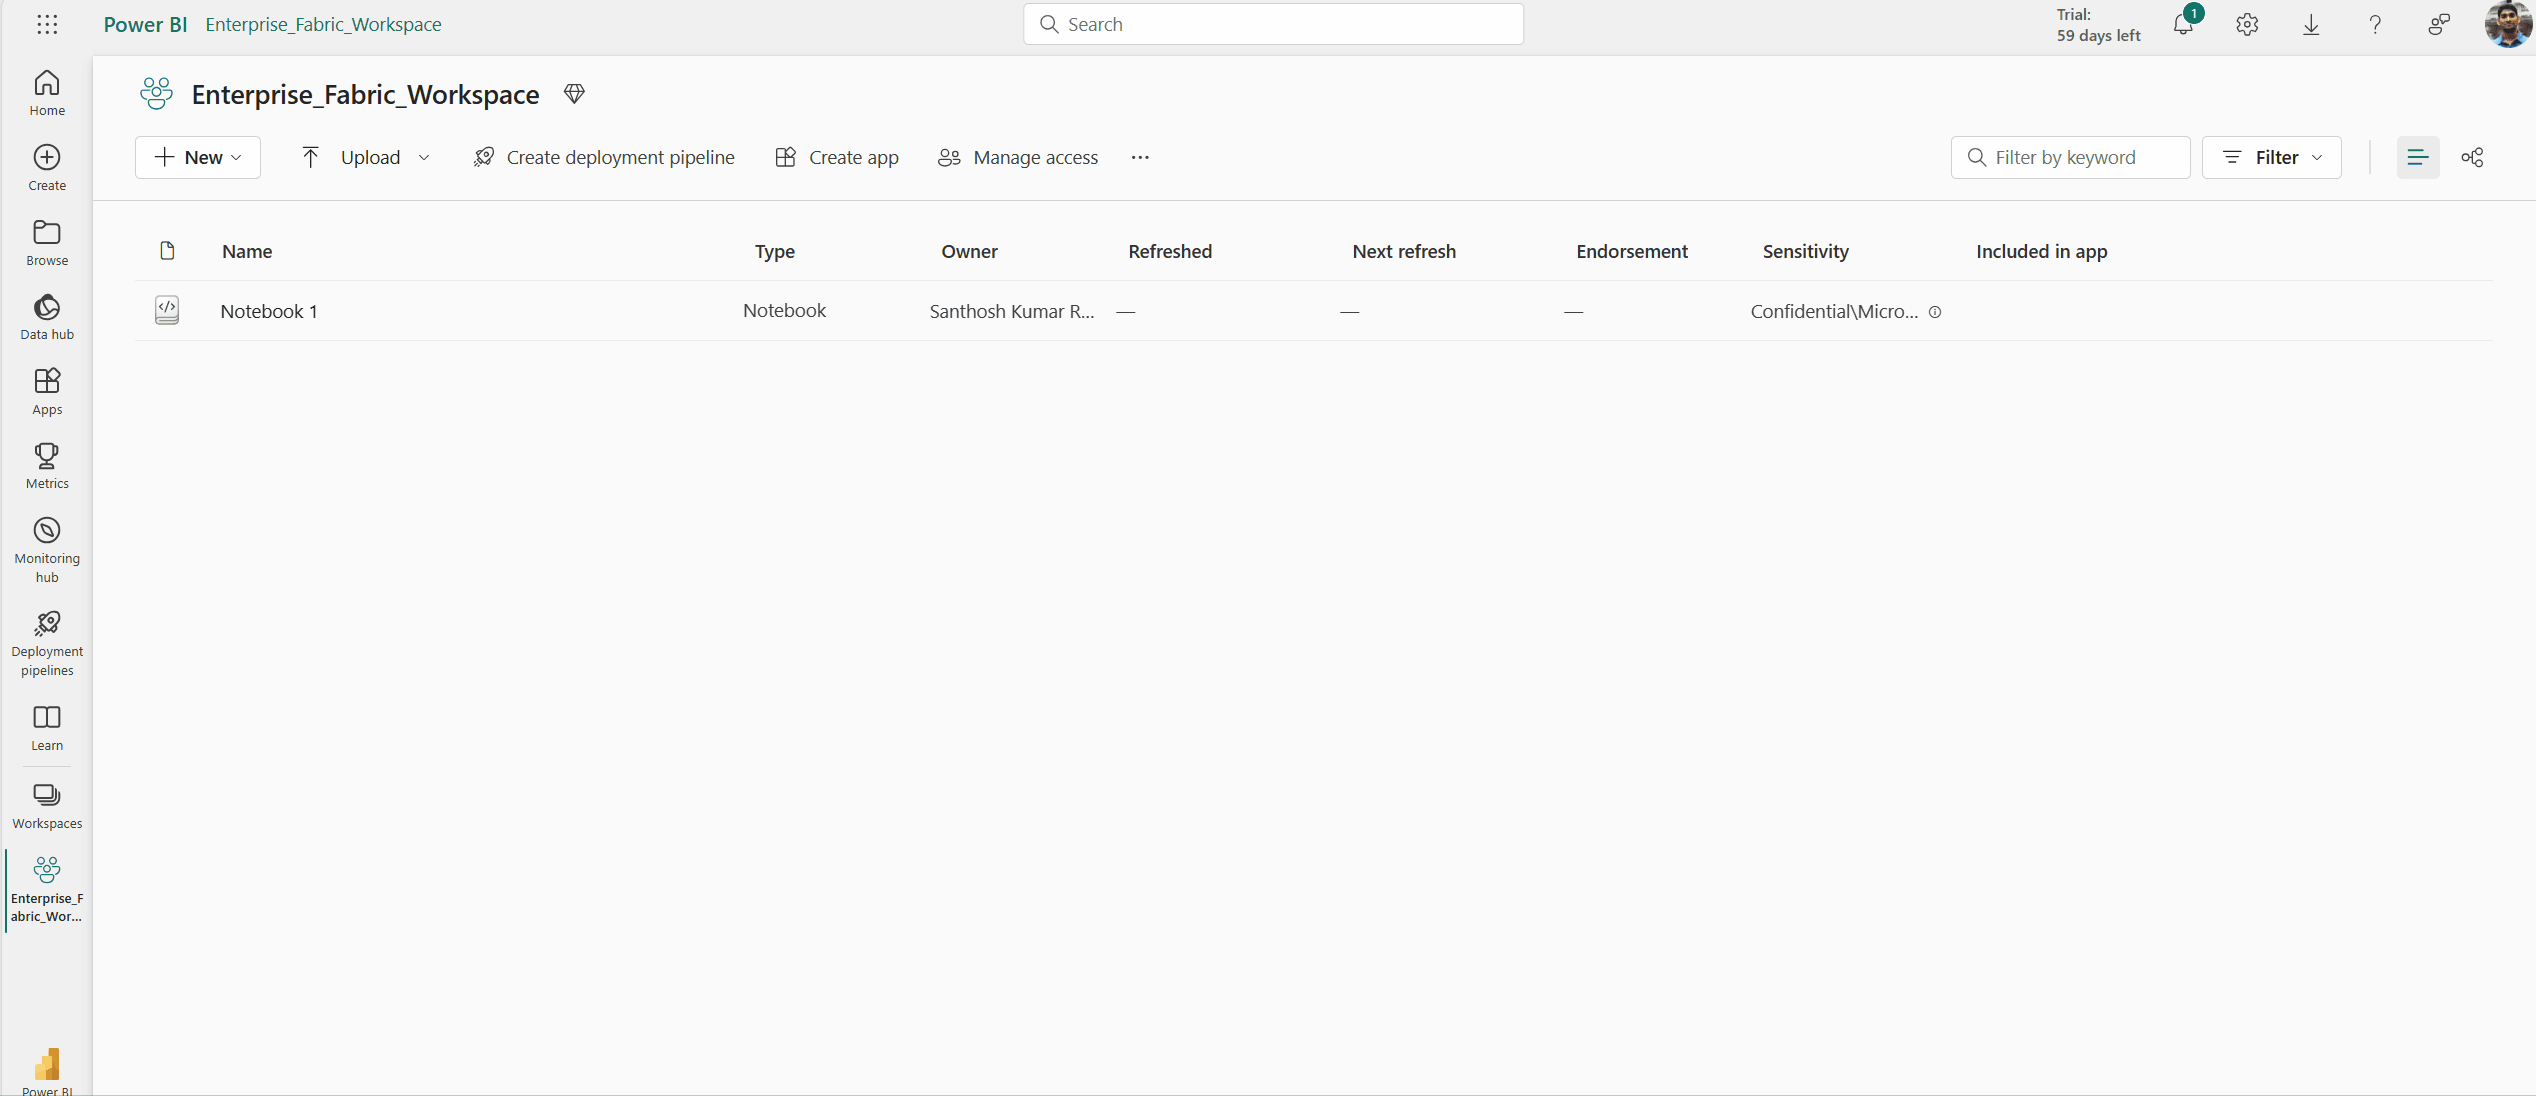 Power BI Enterprise_Fabric_Workspace
Search
Trial:
59 days left
1
Home
Create
Browse
Data hub
Apps
Metrics
Monitoring
hub
Deployment
pipelines
Learn
Workspaces
Enterprise_F
abric_Wor...
Power BI
Enterprise_Fabric_Workspace
New Upload Create deployment pipeline Create app Manage access ... Filter by keyword Filter
Name Type Owner Refreshed Next refresh Endorsement Sensitivity Included in app
Notebook 1 Notebook Santhosh Kumar R... — — — Confidential\Micro...